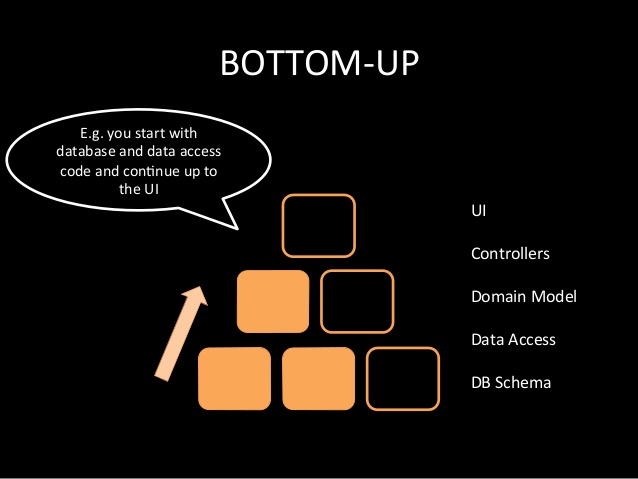 BOTTOM-UP
E.g. you start with
database and data access
code and continue up to
the UI
UI
Controllers
Domain Model
Data Access
DB Schema